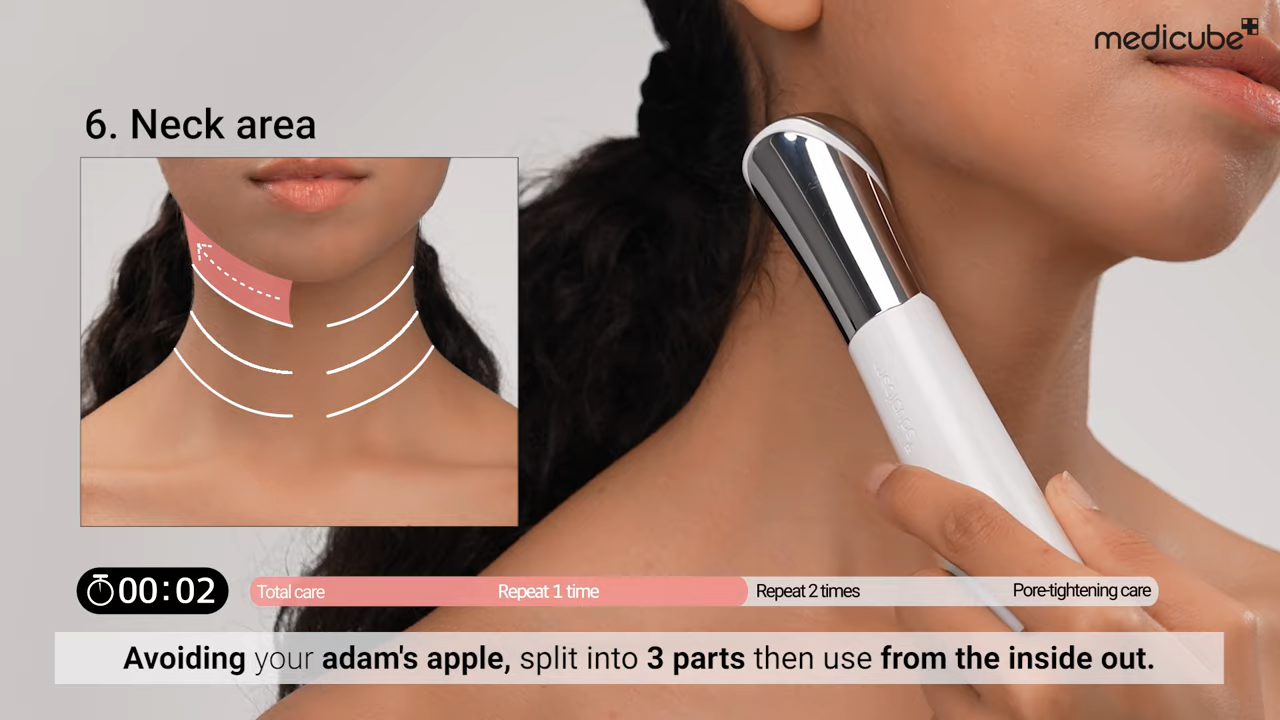 medicube
6. Neck area
00:02
Total care
Repeat 1 time
Repeat 2 times
Pore-tightening care
Avoiding your adam's apple, split into 3 parts then use from the inside out.